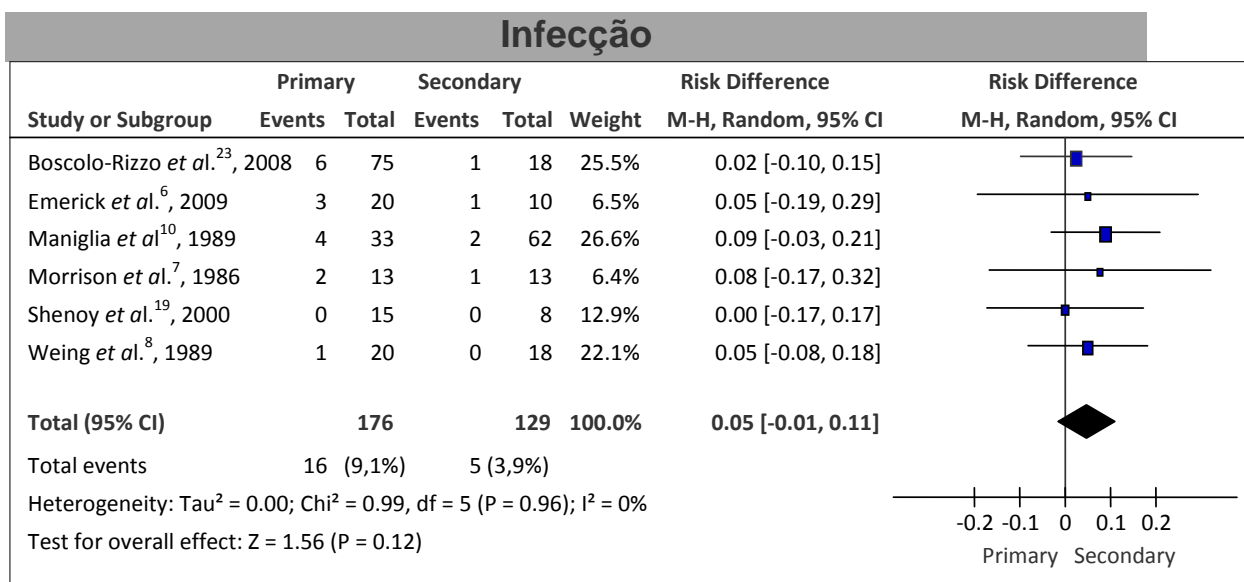 Infecção
Primary Secondary Risk Difference Risk Difference
Study or Subgroup Events Total Events Total Weight M-H, Random, 95% CI M-H, Random, 95% CI
Boscolo-Rizzo et al.²³, 2008 6 75 1 18 25.5% 0.02 [-0.10, 0.15]
Emerick et al.⁶, 2009 3 20 1 10 6.5% 0.05 [-0.19, 0.29]
Maniglia et al¹⁰, 1989 4 33 2 62 26.6% 0.09 [-0.03, 0.21]
Morrison et al.⁷, 1986 2 13 1 13 6.4% 0.08 [-0.17, 0.32]
Shenoy et al.¹⁹, 2000 0 15 0 8 12.9% 0.00 [-0.17, 0.17]
Weing et al.⁸, 1989 1 20 0 18 22.1% 0.05 [-0.08, 0.18]
Total (95% CI) 176 129 100.0% 0.05 [-0.01, 0.11]
Total events 16 (9,1%) 5 (3,9%)
Heterogeneity: Tau² = 0.00; Chi² = 0.99, df = 5 (P = 0.96); I² = 0%
Test for overall effect: Z = 1.56 (P = 0.12)
-0.2 -0.1 0 0.1 0.2
Primary Secondary